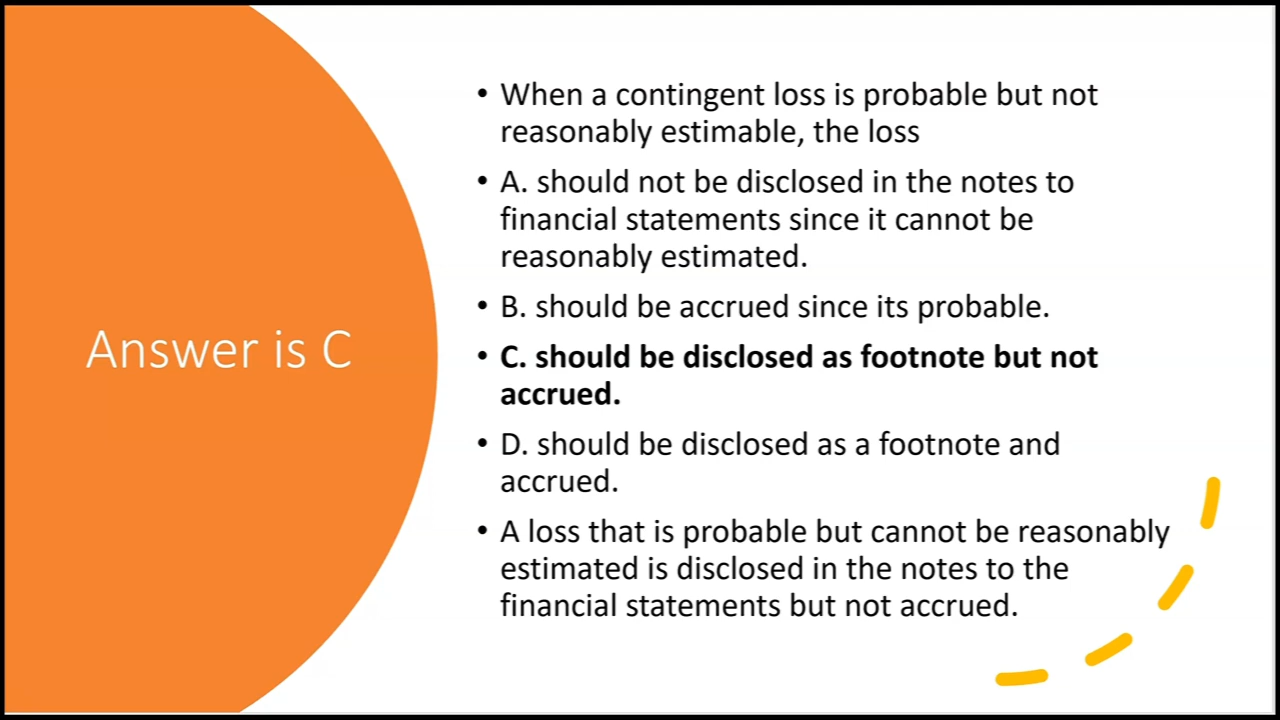 Answer is C
• When a contingent loss is probable but not
reasonably estimable, the loss
• A. should not be disclosed in the notes to
financial statements since it cannot be
reasonably estimated.
• B. should be accrued since its probable.
• C. should be disclosed as footnote but not
accrued.
• D. should be disclosed as a footnote and
accrued.
• A loss that is probable but cannot be reasonably
estimated is disclosed in the notes to the
financial statements but not accrued.